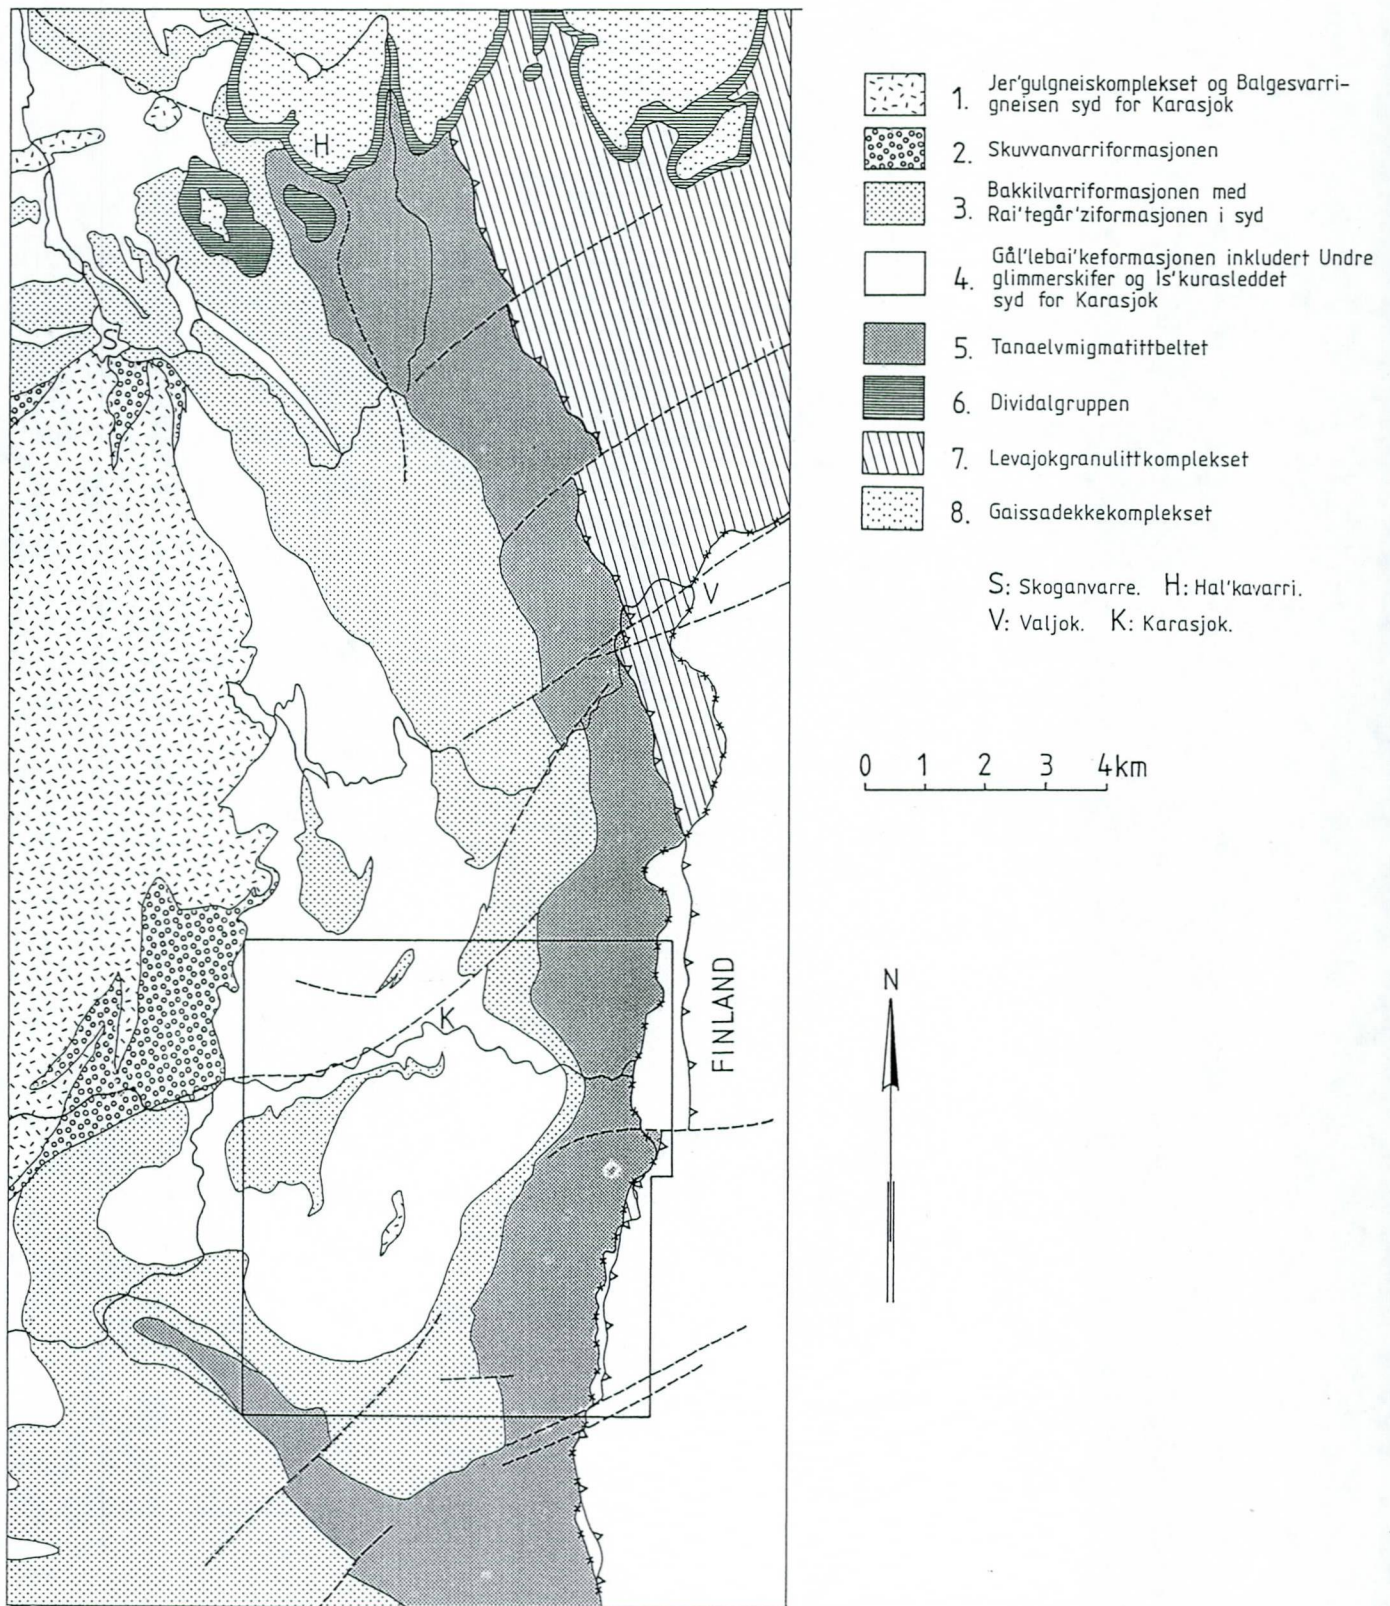 1. Jer'gulgneiskomplekset og Balgesvarri-
gneisen syd for Karasjok
2. Skuvvanvarriformasjonen
3. Bakkilvarriformasjonen med
Rai'tegår'ziformasjonen i syd
4. Gål'lebai'keformasjonen inkludert Undre
glimmerskifer og Is'kurasleddet
syd for Karasjok
5. Tanaelvmigmatittbeltet
6. Dividalgruppen
7. Levajokgranulittkomplekset
8. Gaissadekkekomplekset
S: Skoganvarre. H: Hal'kavarri.
V: Valjok. K: Karasjok.
0 1 2 3 4km
N
H
S
V
K
FINLAND